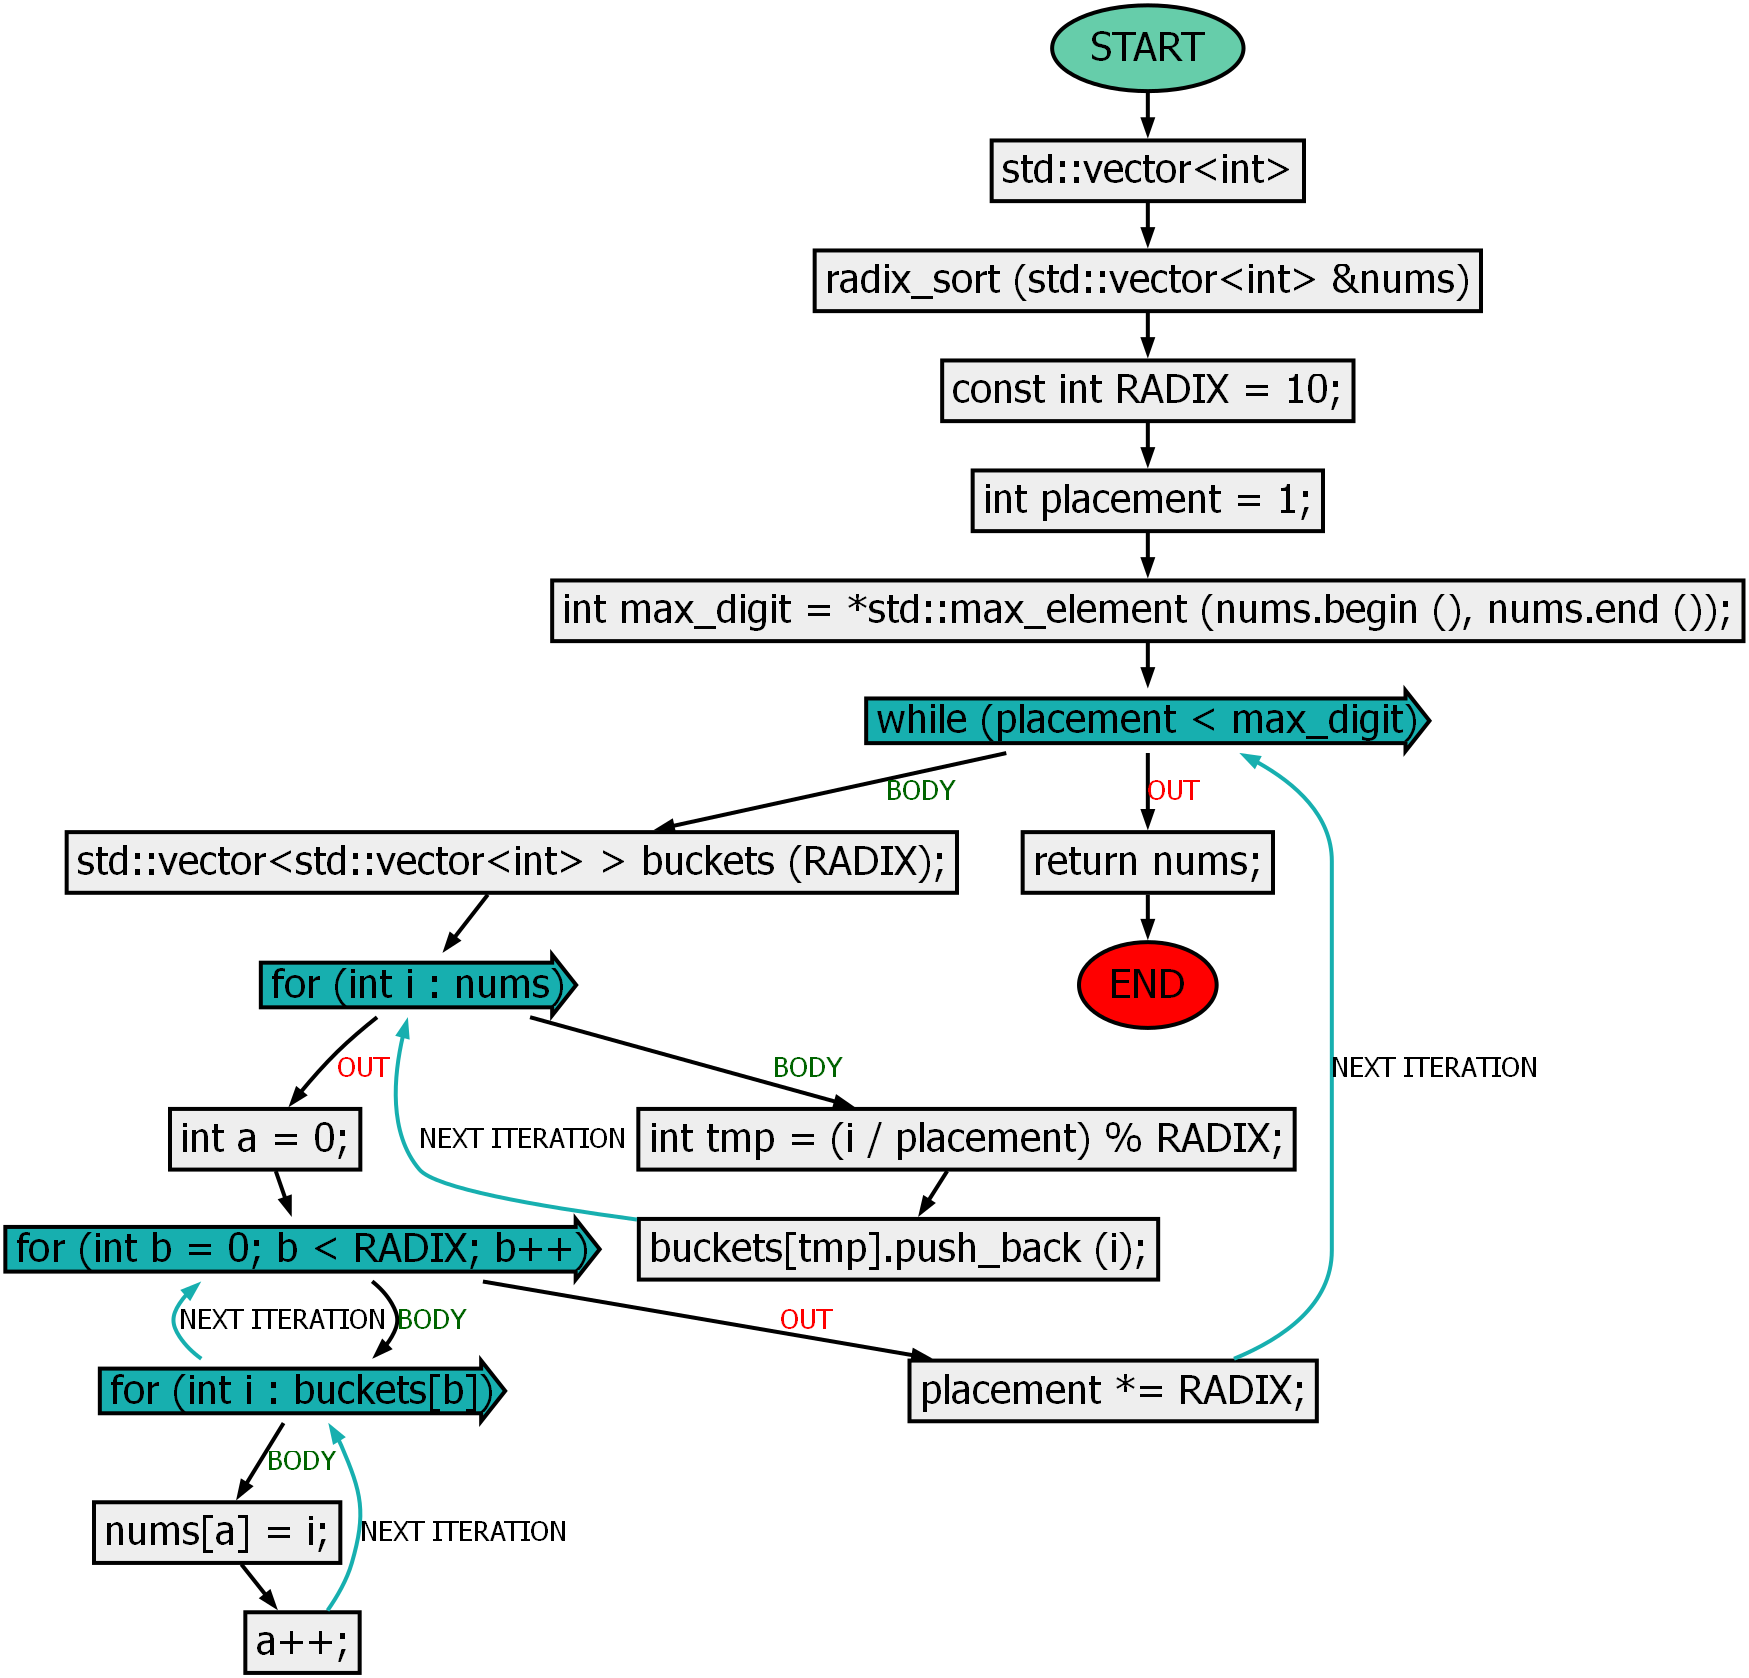 START
std::vector<int>
radix_sort (std::vector<int> &nums)
const int RADIX = 10;
int placement = 1;
int max_digit = *std::max_element (nums.begin (), nums.end ());
while (placement < max_digit)
BODY
OUT
std::vector<std::vector<int> > buckets (RADIX);
return nums;
for (int i : nums)
END
OUT
BODY
NEXT ITERATION
int a = 0;
NEXT ITERATION
int tmp = (i / placement) % RADIX;
for (int b = 0; b < RADIX; b++)
buckets[tmp].push_back (i);
NEXT ITERATION
BODY
OUT
for (int i : buckets[b])
placement *= RADIX;
BODY
nums[a] = i;
NEXT ITERATION
a++;